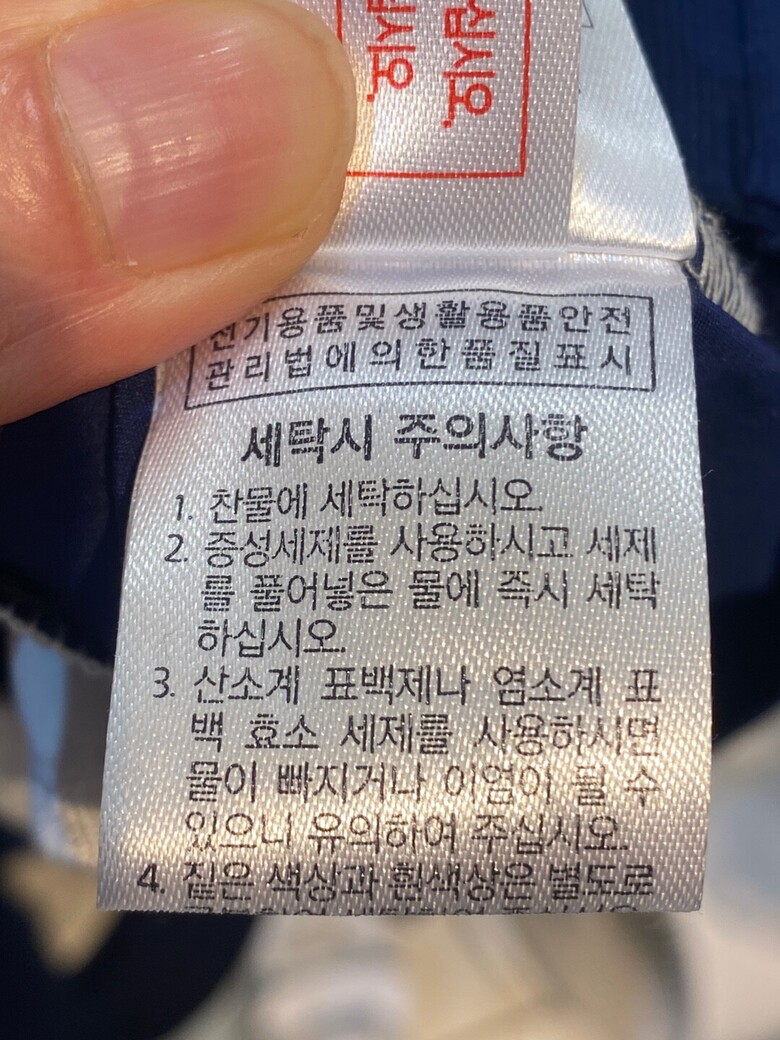 전기용품및생활용품안전
관리법에의한품질표시
세탁시 주의사항
1. 찬물에 세탁하십시오.
2. 중성세제를 사용하시고 세제
를 풀어넣은 물에 즉시 세탁
하십시오.
3. 산소계 표백제나 염소계 표
백 효소 세제를 사용하시면
물이 빠지거나 이염이 될 수
있으니 유의하여 주십시오.
4. 짙은 색상과 흰색상은 별도로